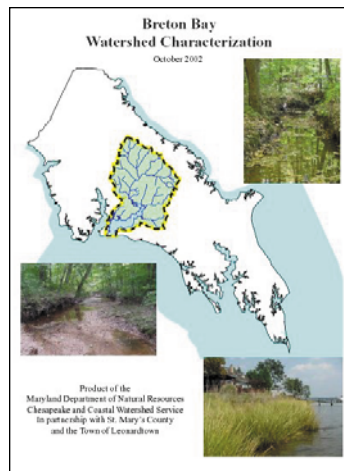 Breton Bay
Watershed Characterization
October 2002
Product of the
Maryland Department of Natural Resources
Chesapeake and Coastal Watershed Service
In partnership with St. Mary's County
and the Town of Leonardtown